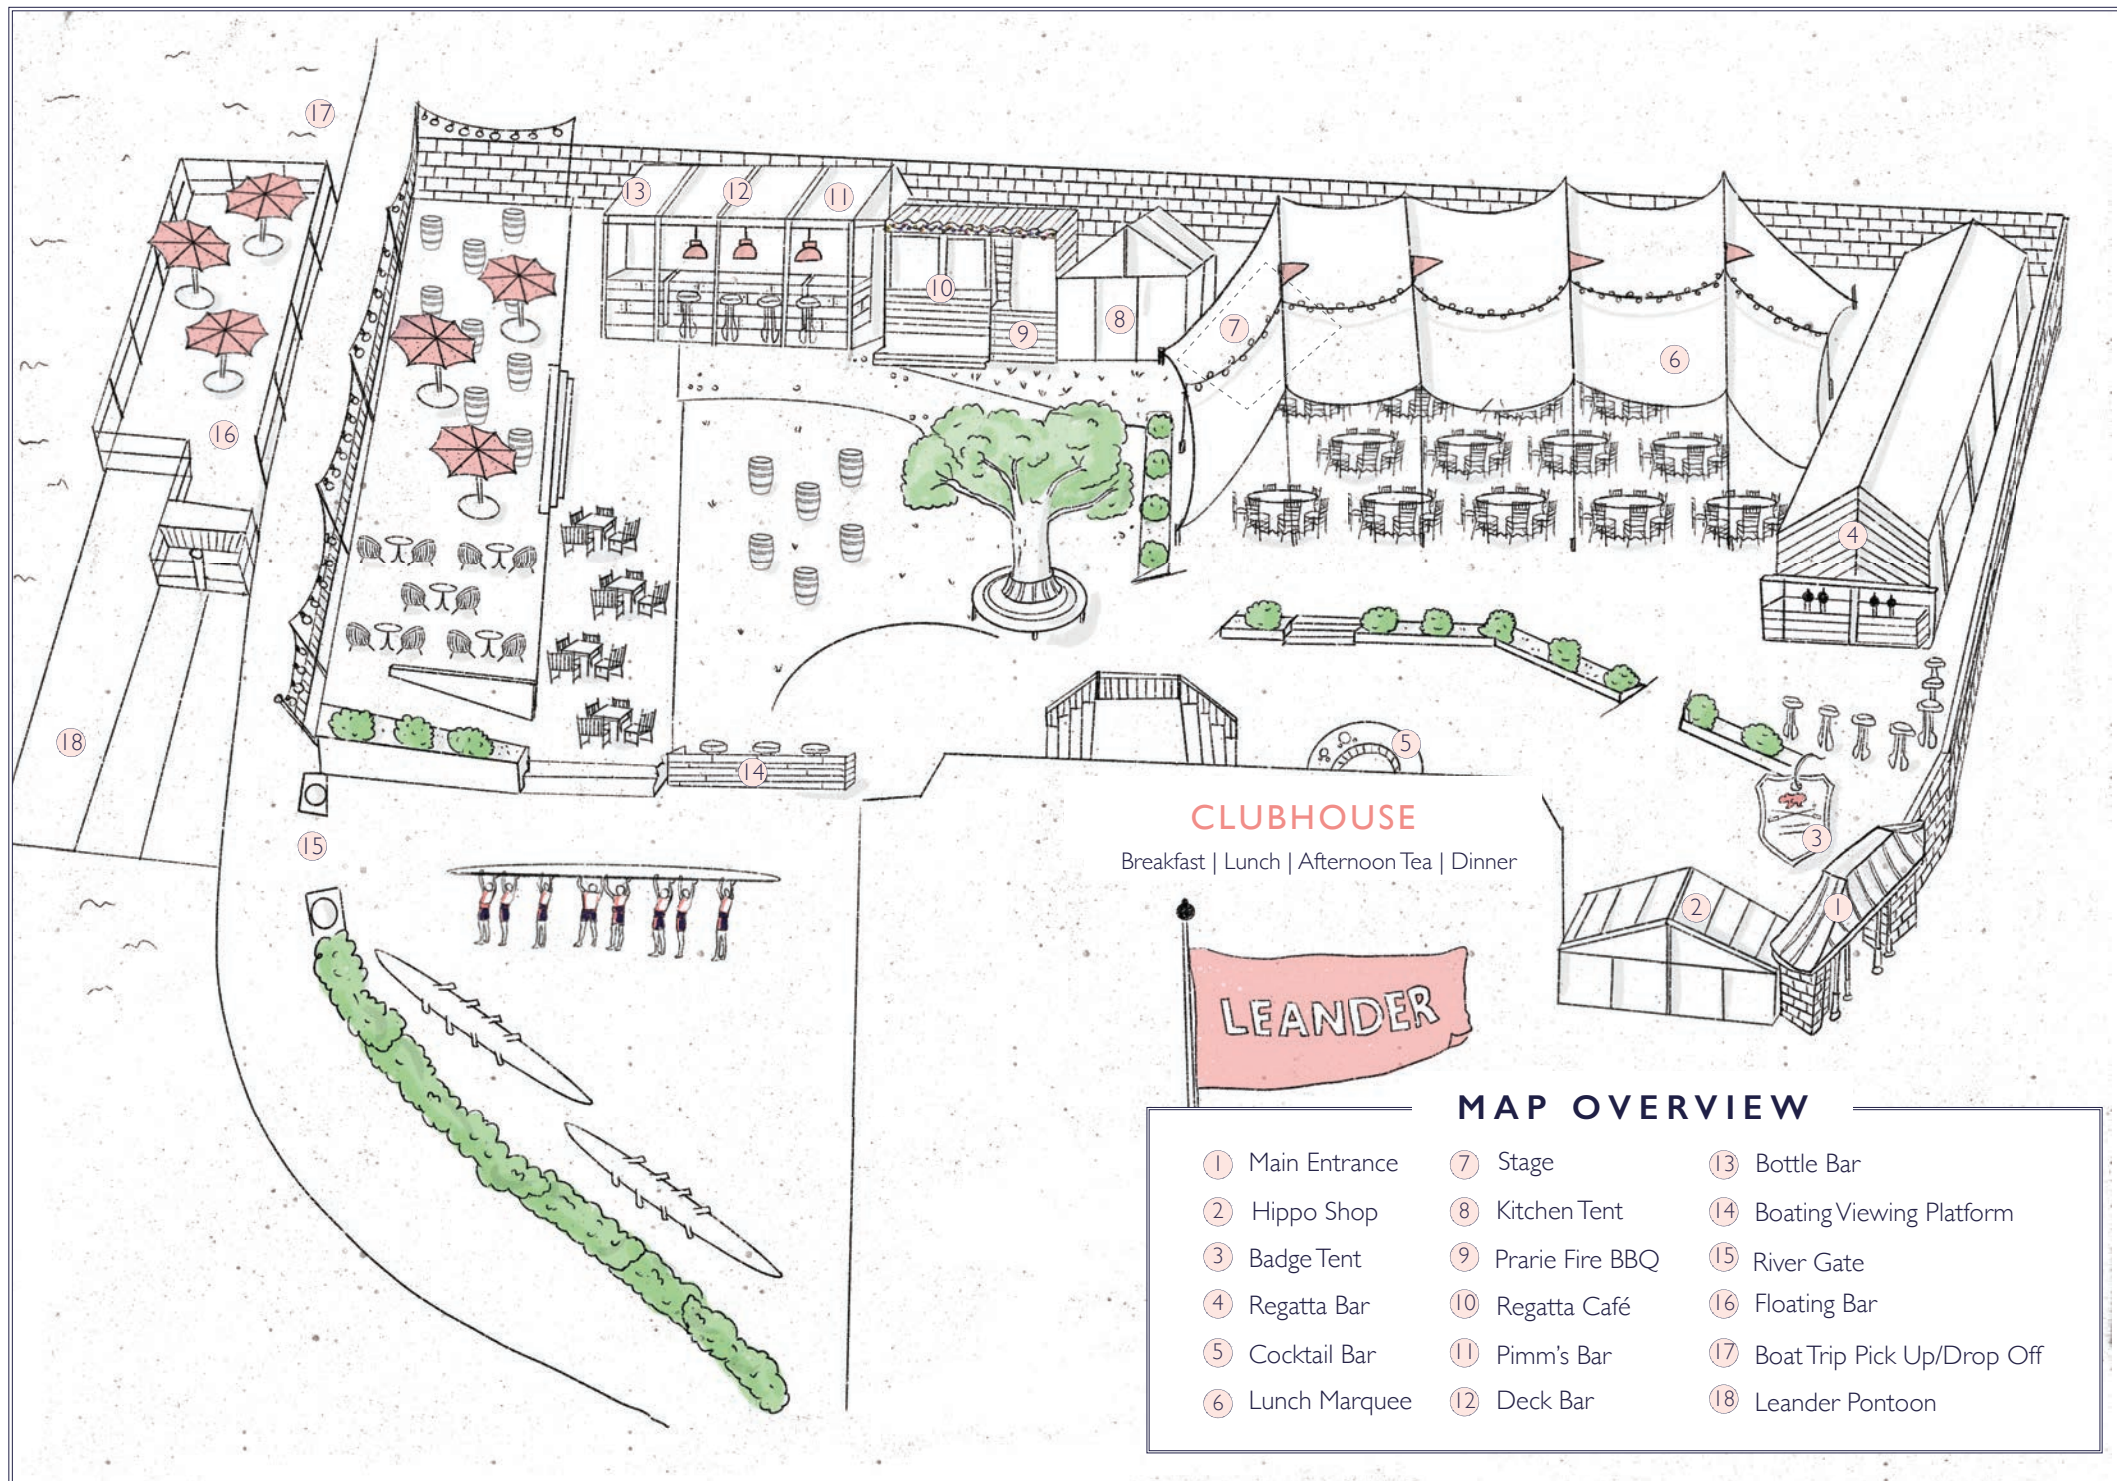 17
13
12
11
10
9
8
7
6
16
4
18
14
5
15
CLUBHOUSE
Breakfast | Lunch | Afternoon Tea | Dinner
3
2
1
LEANDER
MAP OVERVIEW
1 Main Entrance
2 Hippo Shop
3 Badge Tent
4 Regatta Bar
5 Cocktail Bar
6 Lunch Marquee
7 Stage
8 Kitchen Tent
9 Prarie Fire BBQ
10 Regatta Café
11 Pimm's Bar
12 Deck Bar
13 Bottle Bar
14 Boating Viewing Platform
15 River Gate
16 Floating Bar
17 Boat Trip Pick Up/Drop Off
18 Leander Pontoon